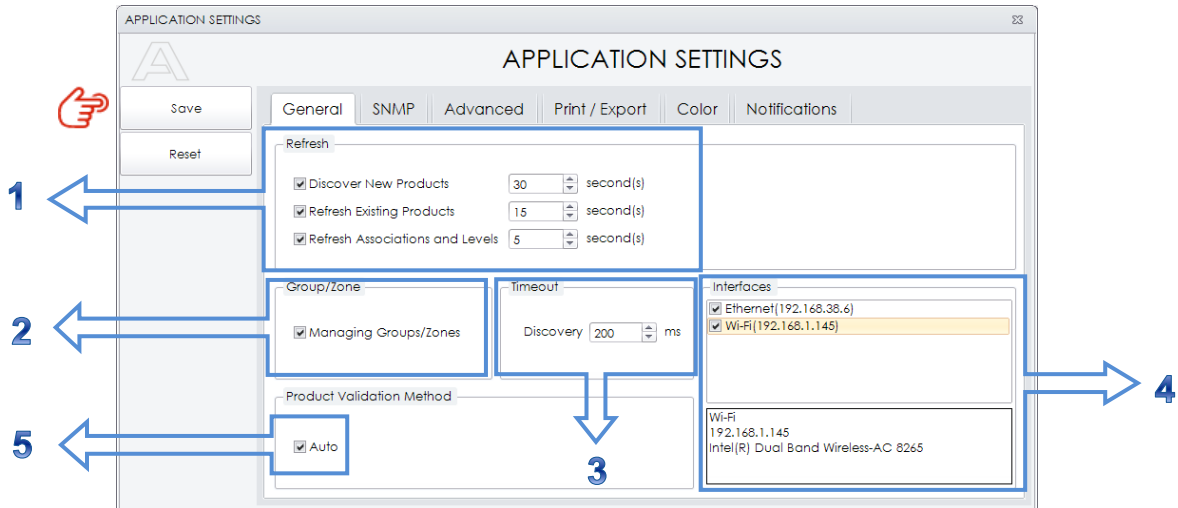 APPLICATION SETTINGS
APPLICATION SETTINGS
Save
Reset
General SNMP Advanced Print / Export Color Notifications
Refresh
Discover New Products 30 second(s)
Refresh Existing Products 15 second(s)
Refresh Associations and Levels 5 second(s)
1
Group/Zone
Managing Groups/Zones
2
Timeout
Discovery 200 ms
3
Interfaces
Ethernet(192.168.38.6)
Wi-Fi(192.168.1.145)
Wi-Fi
192.168.1.145
Intel(R) Dual Band Wireless-AC 8265
4
Product Validation Method
Auto
5